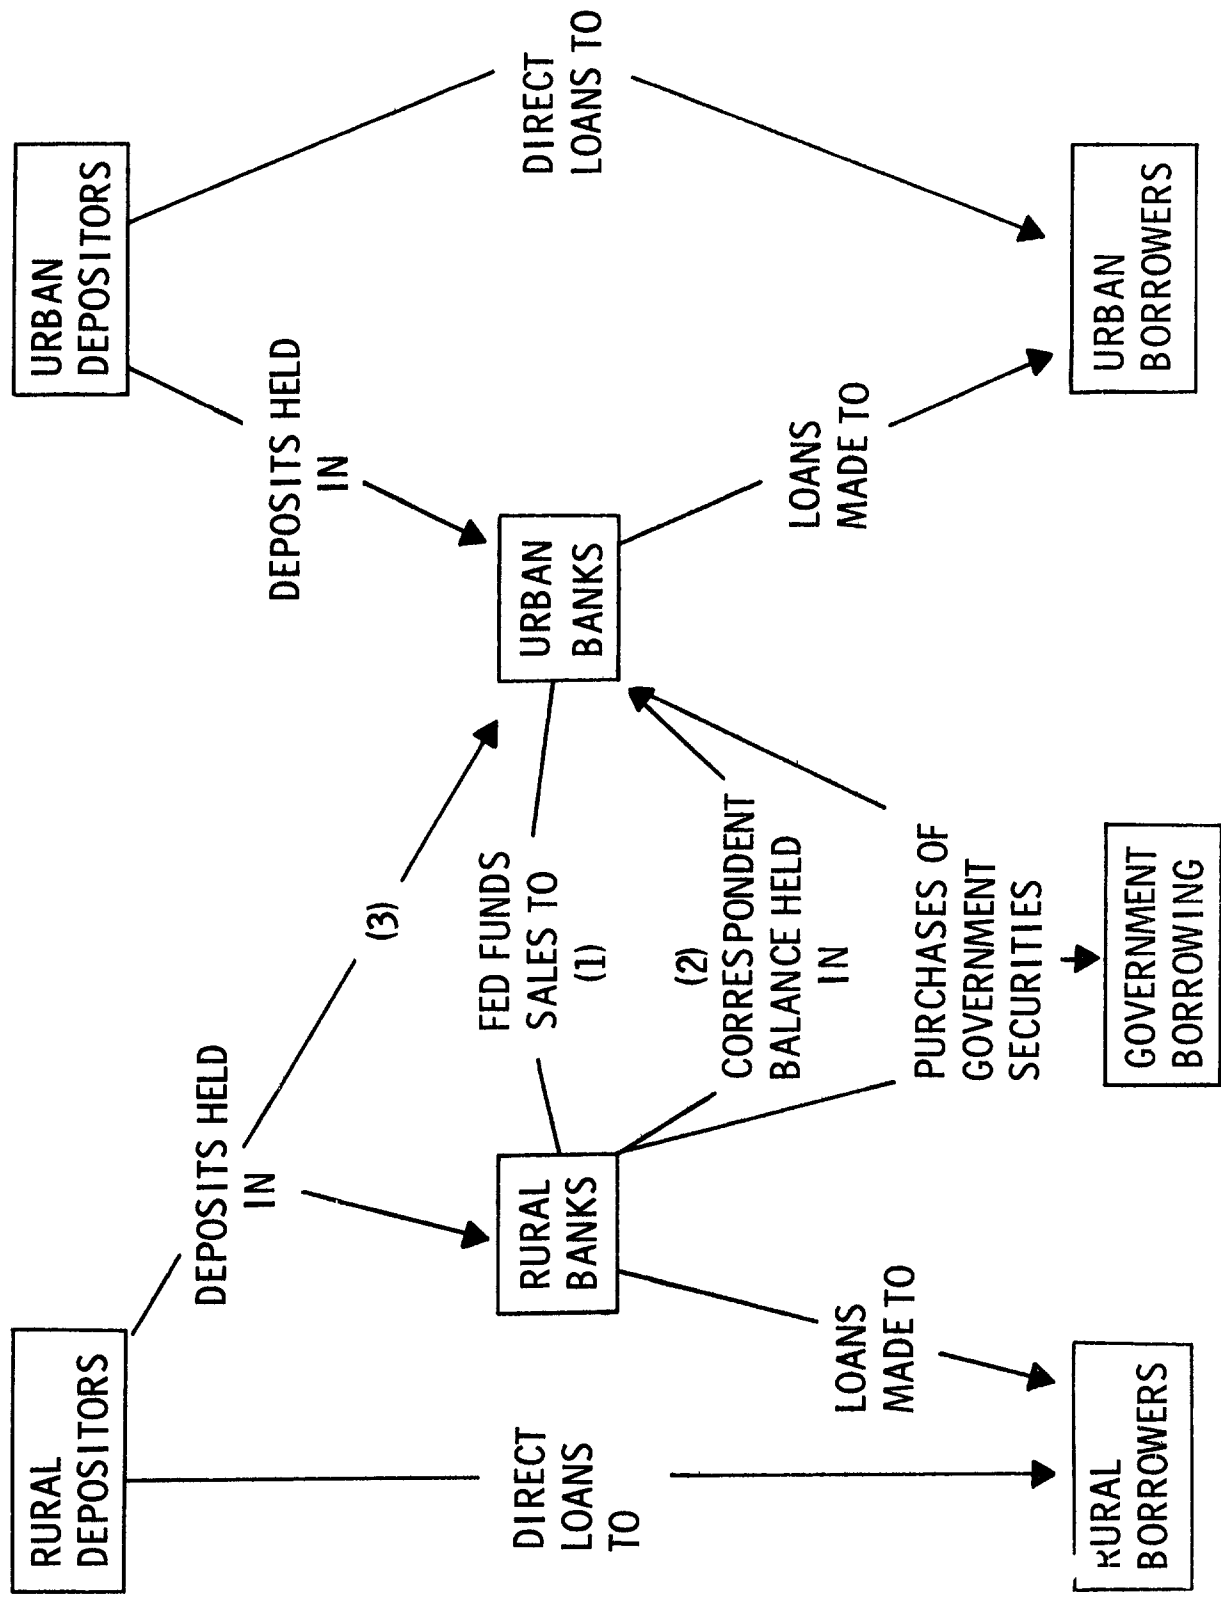 RURAL
DEPOSITORS
URBAN
DEPOSITORS
DEPOSITS HELD
IN
DEPOSITS HELD
IN
(3)
DIRECT
LOANS
TO
RURAL
BANKS
FED FUNDS
SALES TO
(1)
URBAN
BANKS
DIRECT
LOANS TO
(2)
CORRESPONDENT
BALANCE HELD
IN
LOANS
MADE TO
PURCHASES OF
GOVERNMENT
SECURITIES
LOANS
MADE TO
RURAL
BORROWERS
GOVERNMENT
BORROWING
URBAN
BORROWERS